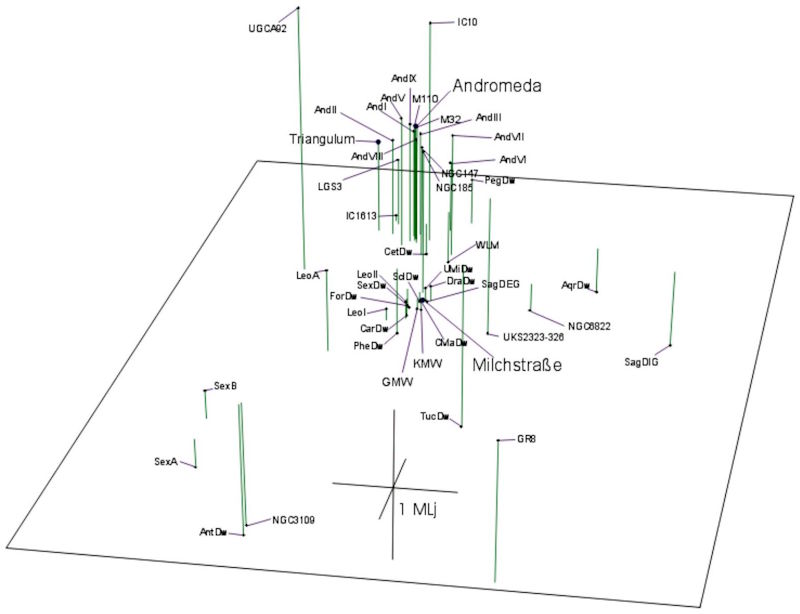 UGCA92
IC10
AndIX
Andromeda
AndV
M110
AndI
AndII
M32
AndIII
Triangulum
AndVII
AndVIII
AndVI
NGC147
LGS3
NGC185
PegDw
IC1613
CetDw
WLM
LeoA
LeoII
SclDw
UMiDw
SexDw
DraDw
SagDEG
AqrDw
ForDw
LeoI
CarDw
NGC6822
PheDw
CMaDw
UKS2323-326
KMW
Milchstraße
SagDIG
GMW
SexB
TucDw
GR8
SexA
1 MLj
NGC3109
AntDw